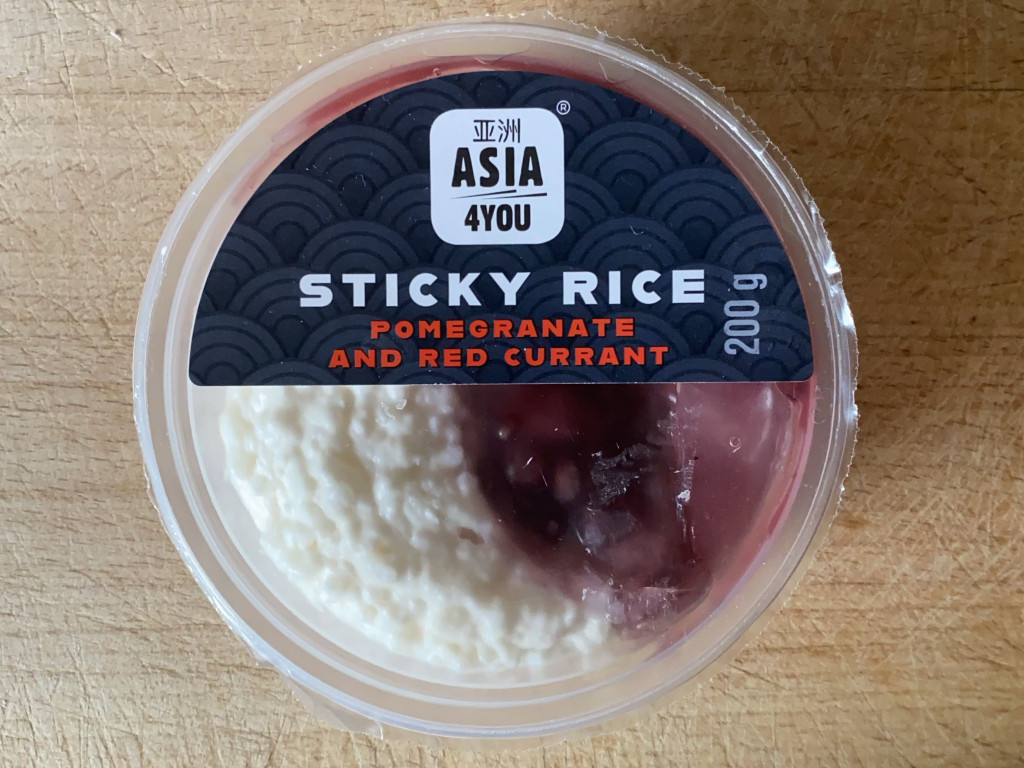 亚洲
ASIA
4YOU
®
STICKY RICE
POMEGRANATE
AND RED CURRANT
200 g